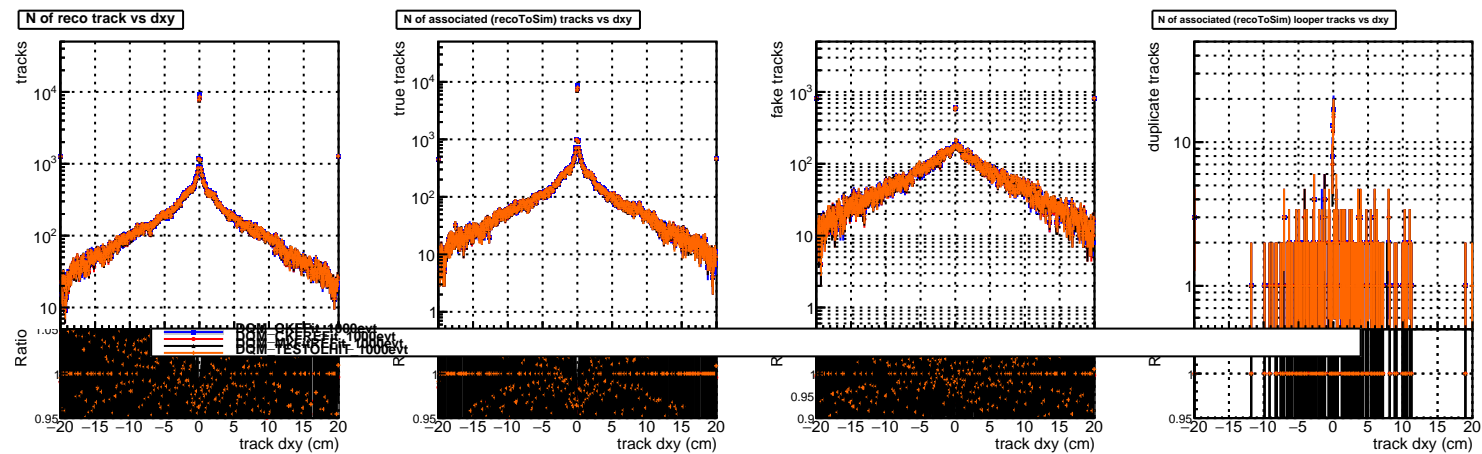 N of reco track vs dxy
N of associated (recoToSim) tracks vs dxy
N of associated (recoToSim) looper tracks vs dxy
tracks
10⁴
10³
10²
10
Ratio
1
0.95
−20 −15 −10 −5 0 5 10 15 20
track dxy (cm)
true tracks
10⁴
10³
10²
10
1
1
0.95
−20 −15 −10 −5 0 5 10 15 20
track dxy (cm)
fake tracks
10³
10²
10
1
1
0.95
−20 −15 −10 −5 0 5 10 15 20
track dxy (cm)
duplicate tracks
10
1
1
0.95
−20 −15 −10 −5 0 5 10 15 20
track dxy (cm)
DQM_TESTOLHIT_1000evt